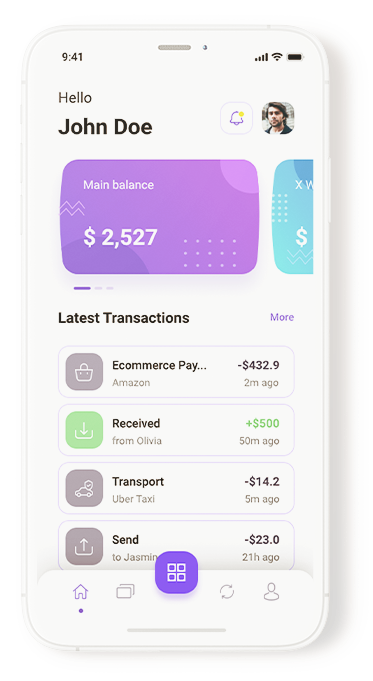 9:41
Hello
John Doe
Main balance
X W
$ 2,527
$
Latest Transactions
More
Ecommerce Pay...
-$432.9
Amazon
2m ago
Received
+$500
from Olivia
50m ago
Transport
-$14.2
Uber Taxi
5m ago
Send
-$23.0
to Jasmin
21h ago